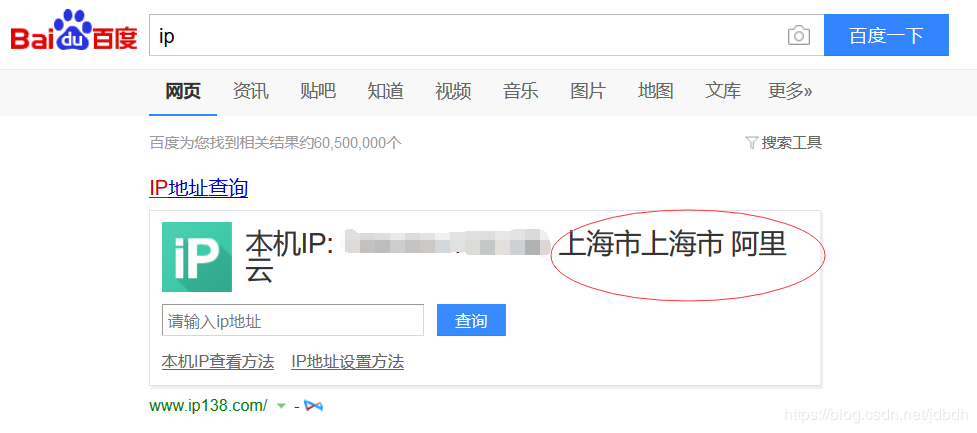 Bai du 百度 ip 百度一下
网页 资讯 贴吧 知道 视频 音乐 图片 地图 文库 更多»
百度为您找到相关结果约60,500,000个 搜索工具
IP地址查询
iP 本机IP: 上海市上海市 阿里
云
请输入ip地址 查询
本机IP查看方法 IP地址设置方法
www.ip138.com/ -
https://blog.csdn.net/jdbdh